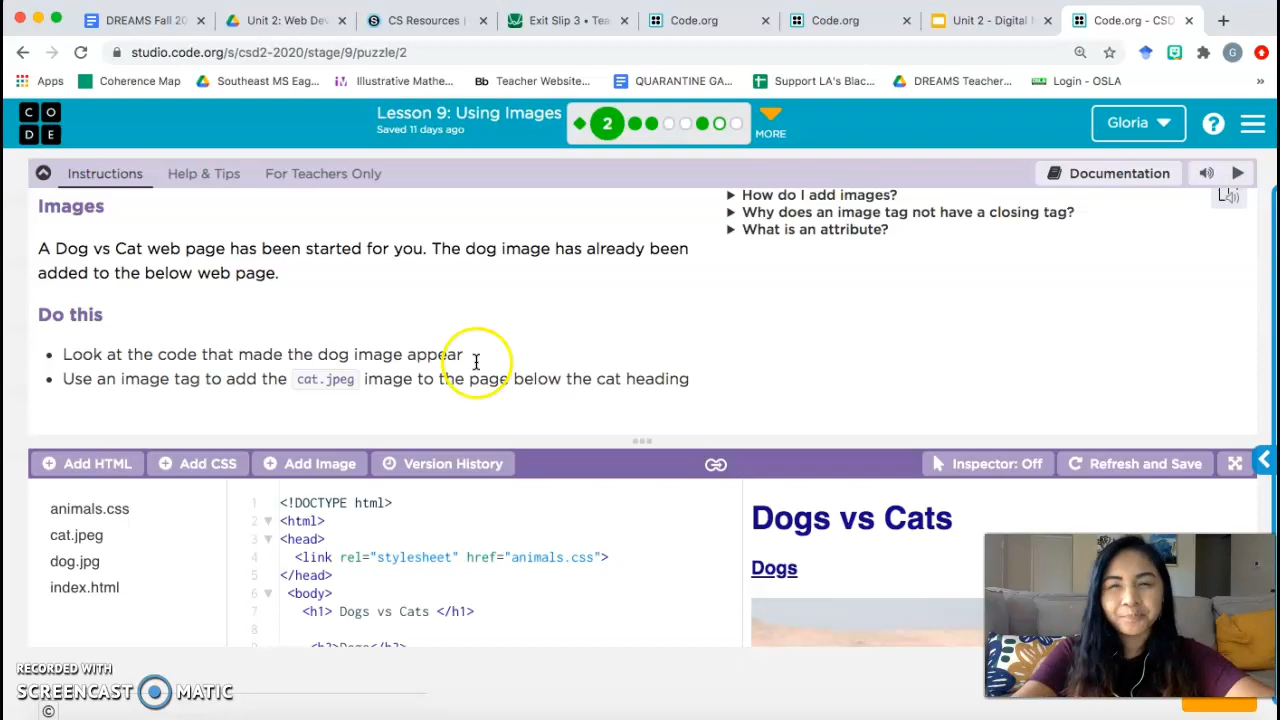 DREAMS Fall 20
Unit 2: Web Dev
CS Resources |
Exit Slip 3 • Tea
Code.org
Code.org
Unit 2 - Digital
Code.org - CSD
studio.code.org/s/csd2-2020/stage/9/puzzle/2
G
Apps
Coherence Map
Southeast MS Eag...
Illustrative Mathe...
Bb Teacher Website...
QUARANTINE GA...
Support LA's Blac...
DREAMS Teacher...
Login - OSLA
»
C O
D E
Lesson 9: Using Images
Saved 11 days ago
2
MORE
Gloria
?
Instructions
Help & Tips
For Teachers Only
Documentation
Images
A Dog vs Cat web page has been started for you. The dog image has already been
added to the below web page.
Do this
• Look at the code that made the dog image appear
• Use an image tag to add the cat.jpeg image to the page below the cat heading
How do I add images?
Why does an image tag not have a closing tag?
What is an attribute?
Add HTML
Add CSS
Add Image
Version History
Inspector: Off
Refresh and Save
animals.css
cat.jpeg
dog.jpg
index.html
1 <!DOCTYPE html>
2 <html>
3 <head>
4 <link rel="stylesheet" href="animals.css">
5 </head>
6 <body>
7 <h1> Dogs vs Cats </h1>
8
9 <h2>Dogs</h2>
Dogs vs Cats
Dogs
RECORDED WITH
SCREENCAST MATIC
©